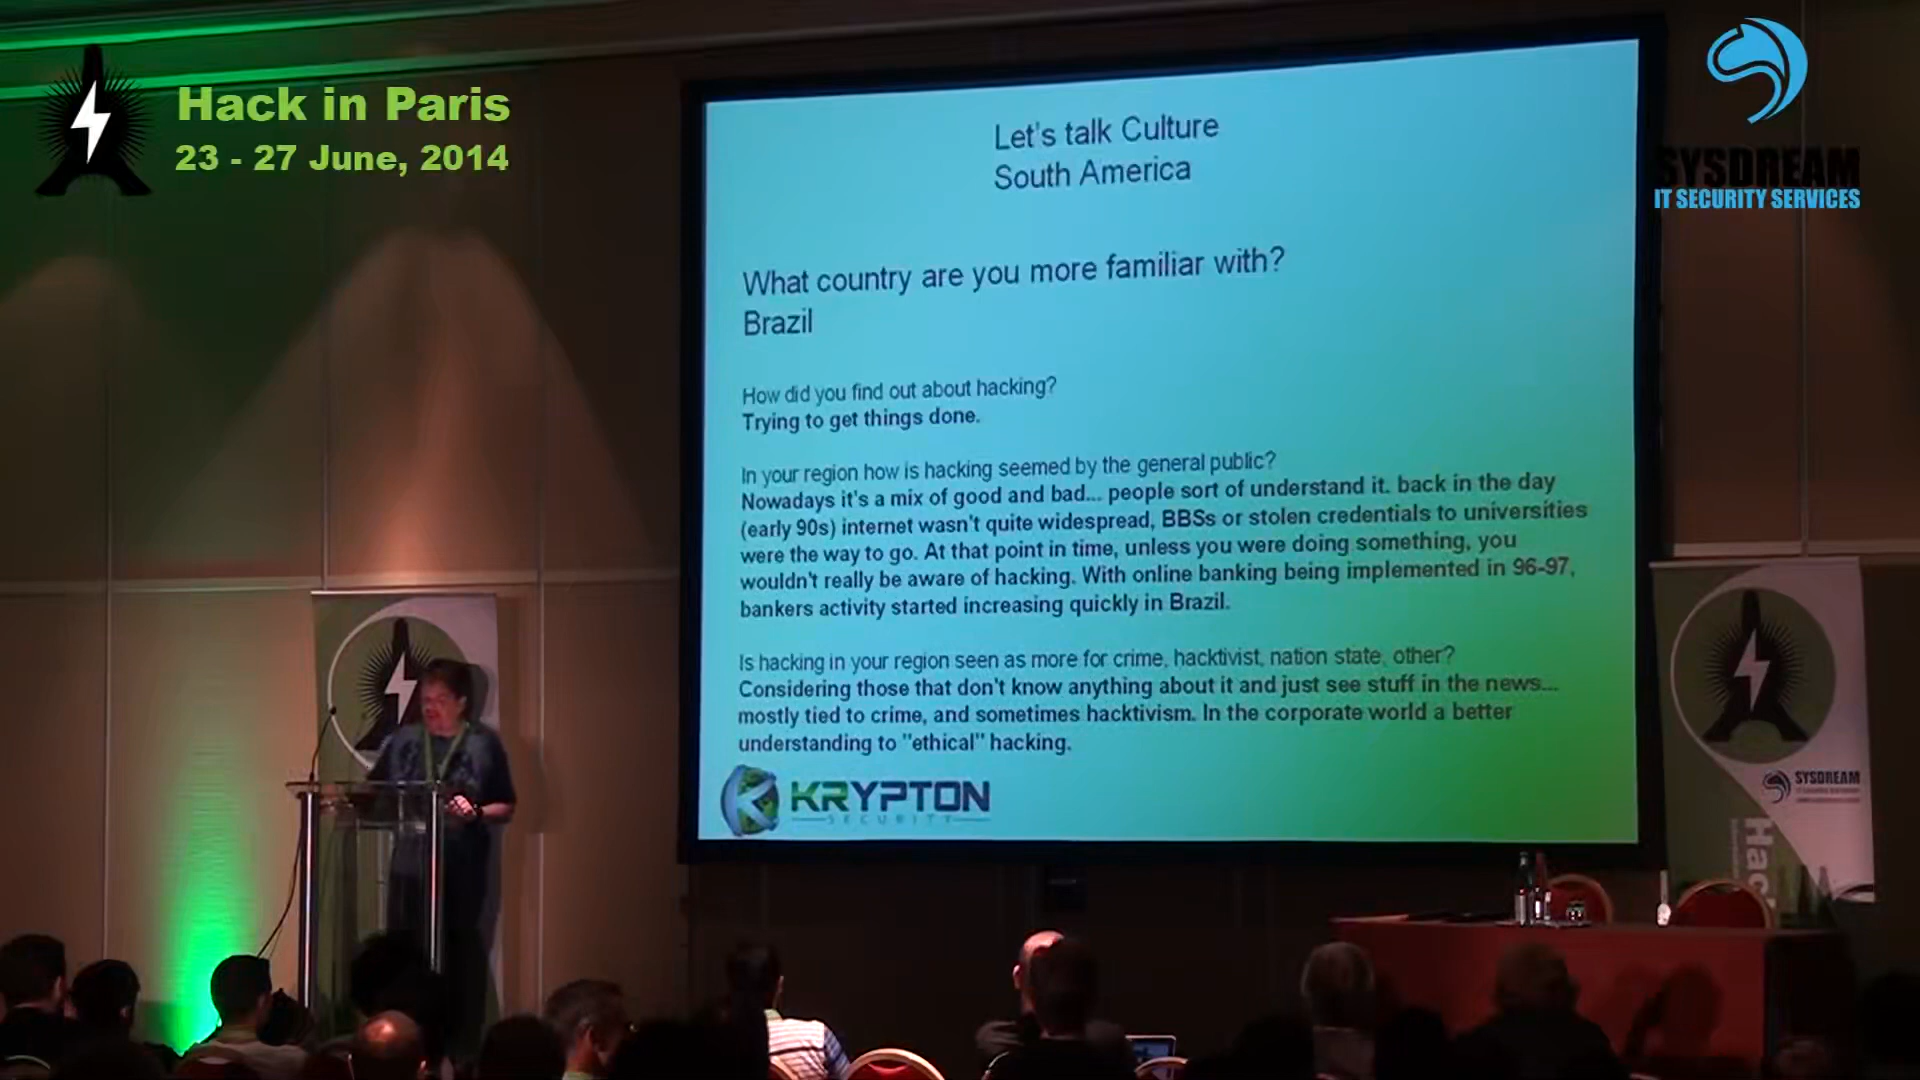 Hack in Paris
23 - 27 June, 2014
SYSDREAM
IT SECURITY SERVICES
Let's talk Culture
South America
What country are you more familiar with?
Brazil
How did you find out about hacking?
Trying to get things done.
In your region how is hacking seemed by the general public?
Nowadays it's a mix of good and bad... people sort of understand it. back in the day
(early 90s) internet wasn't quite widespread, BBSs or stolen credentials to universities
were the way to go. At that point in time, unless you were doing something, you
wouldn't really be aware of hacking. With online banking being implemented in 96-97,
bankers activity started increasing quickly in Brazil.
Is hacking in your region seen as more for crime, hacktivist, nation state, other?
Considering those that don't know anything about it and just see stuff in the news...
mostly tied to crime, and sometimes hacktivism. In the corporate world a better
understanding to "ethical" hacking.
KRYPTON
SECURITY
SYSDREAM
Hac